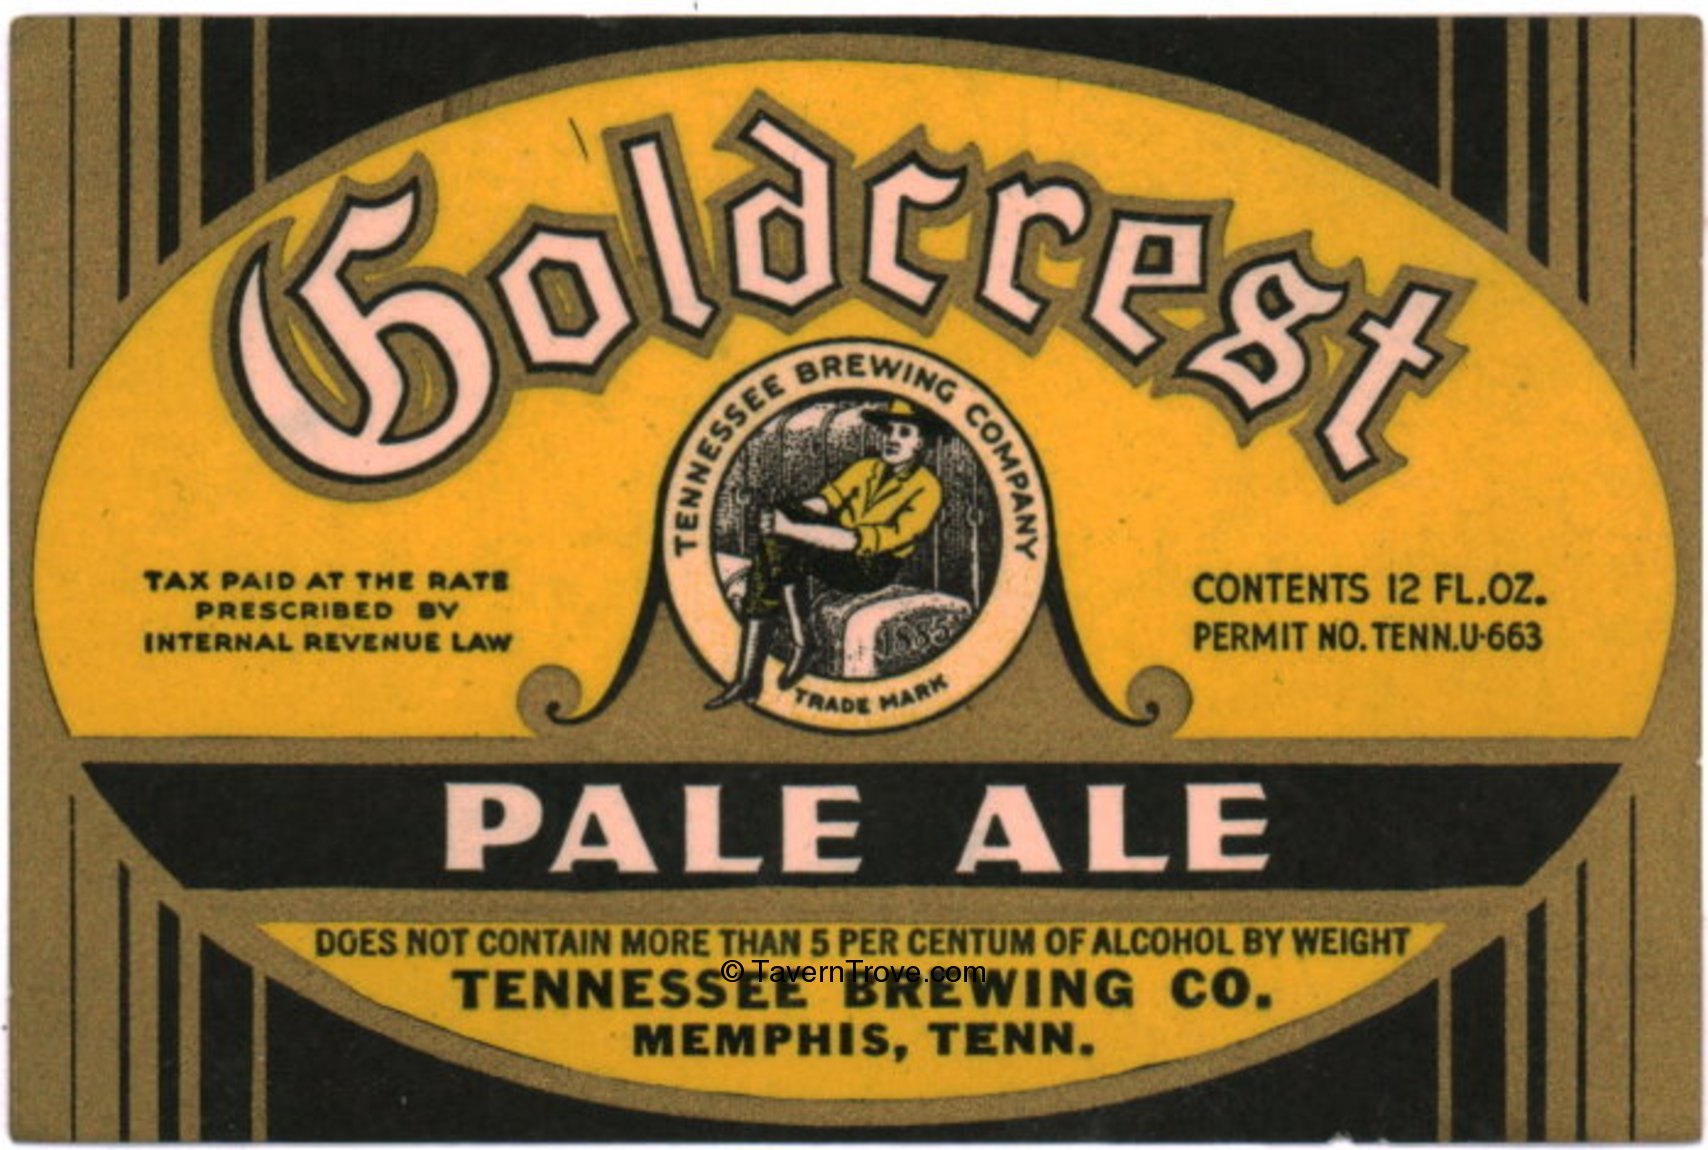 Goldcrest
TENNESSEE BREWING COMPANY
1885
TRADE MARK
TAX PAID AT THE RATE
PRESCRIBED BY
INTERNAL REVENUE LAW
CONTENTS 12 FL.OZ.
PERMIT NO. TENN.U-663
PALE ALE
DOES NOT CONTAIN MORE THAN 5 PER CENTUM OF ALCOHOL BY WEIGHT
© TavernTrove.com
TENNESSEE BREWING CO.
MEMPHIS, TENN.